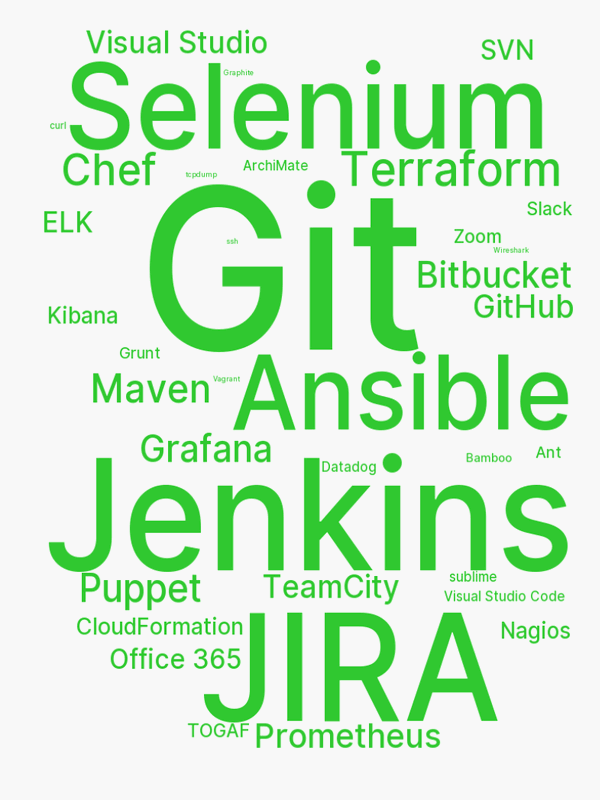 Visual Studio
SVN
Selenium
Graphite
curl
Chef
ArchiMate
Terraform
tcpdump
Git
ELK
Slack
ssh
Zoom
Wireshark
Bitbucket
GitHub
Kibana
Grunt
Maven
Vagrant
Ansible
Grafana
Datadog
Bamboo
Ant
Jenkins
Puppet
TeamCity
sublime
Visual Studio Code
CloudFormation
JIRA
Nagios
Office 365
TOGAF
Prometheus